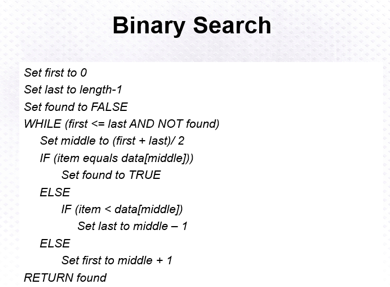 Binary Search
Set first to 0
Set last to length-1
Set found to FALSE
WHILE (first <= last AND NOT found)
Set middle to (first + last)/ 2
IF (item equals data[middle]))
Set found to TRUE
ELSE
IF (item < data[middle])
Set last to middle – 1
ELSE
Set first to middle + 1
RETURN found